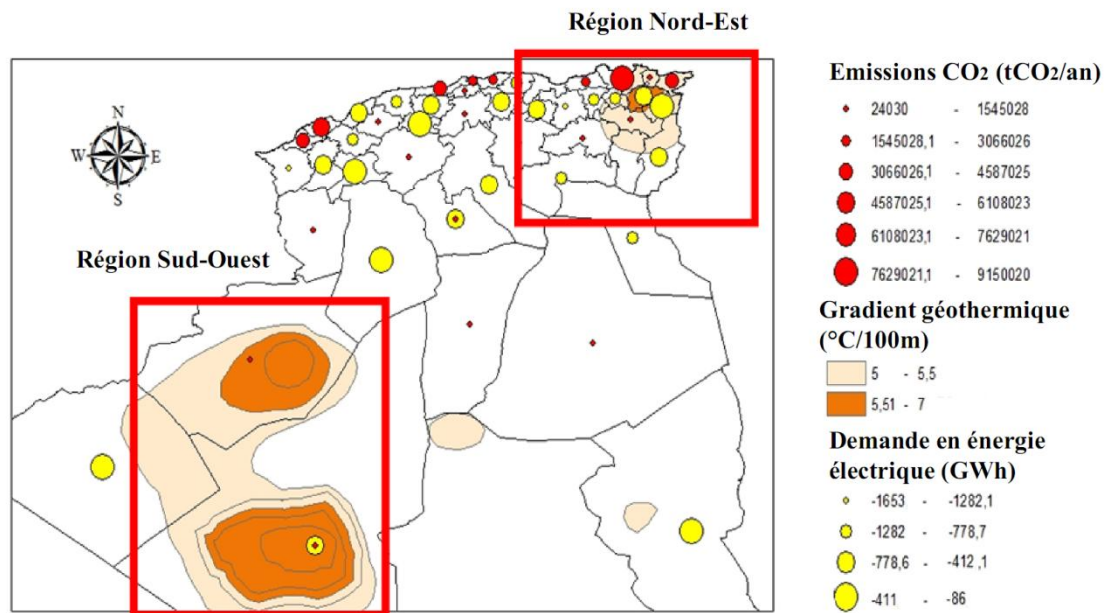 Région Nord-Est
N
W E
S
Région Sud-Ouest
Emissions CO2 (tCO2/an)
24030 - 1545028
1545028,1 - 3066026
3066026,1 - 4587025
4587025,1 - 6108023
6108023,1 - 7629021
7629021,1 - 9150020
Gradient géothermique
(°C/100m)
5 - 5,5
5,51 - 7
Demande en énergie
électrique (GWh)
-1653 - -1282,1
-1282 - -778,7
-778,6 - -412,1
-411 - -86